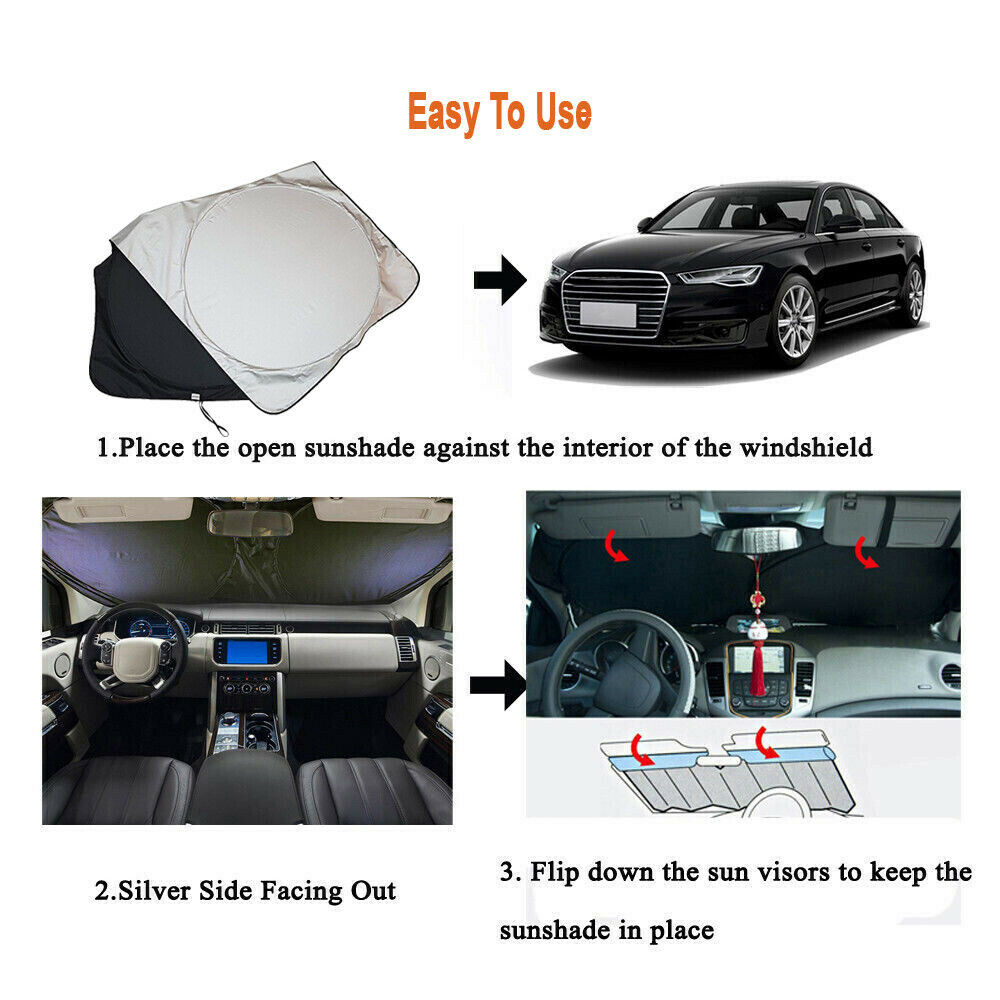 Easy To Use
1.Place the open sunshade against the interior of the windshield
2.Silver Side Facing Out
3. Flip down the sun visors to keep the
sunshade in place